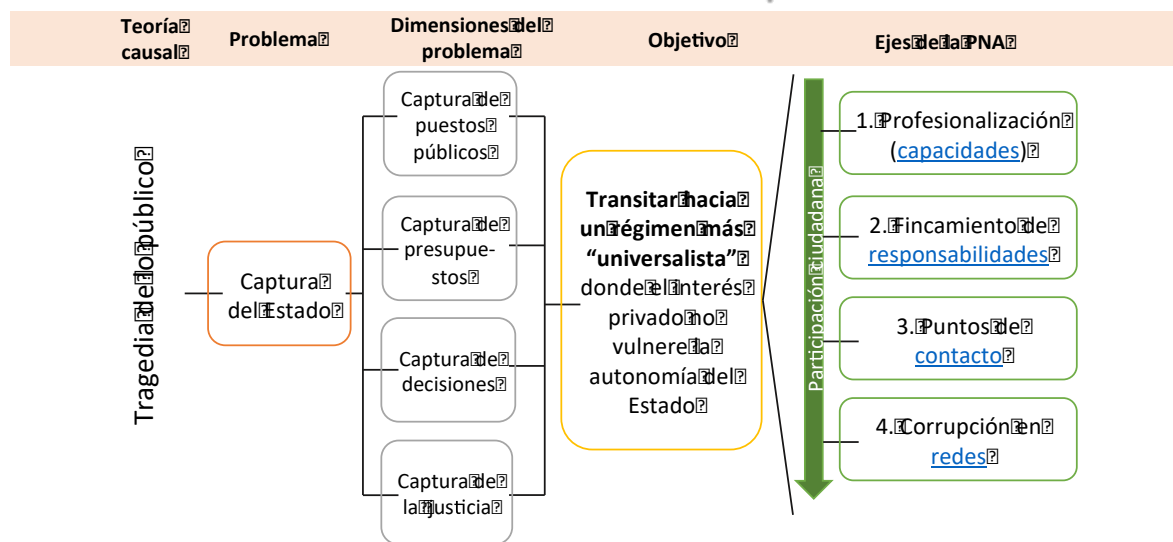 Teoría
causal
Problema
Dimensiones del
problema
Objetivo
Ejes de la PNA
Tragedia de lo público
Captura
del Estado
Captura de
puestos
públicos
Captura de
presupue-
stos
Captura de
decisiones
Captura de
la justicia
Transitar hacia
un régimen más
“universalista”
donde el interés
privado no
vulnere la
autonomía del
Estado
Participación ciudadana
1. Profesionalización
(capacidades)
2. Fincamiento de
responsabilidades
3. Puntos de
contacto
4. Corrupción en
redes